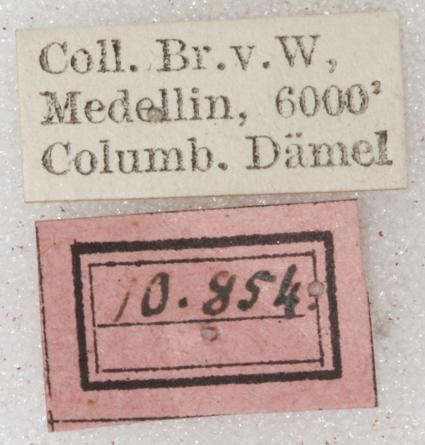 Coll. Br.v.W,
Medellin, 6000'
Columb. Dämel
10.854.